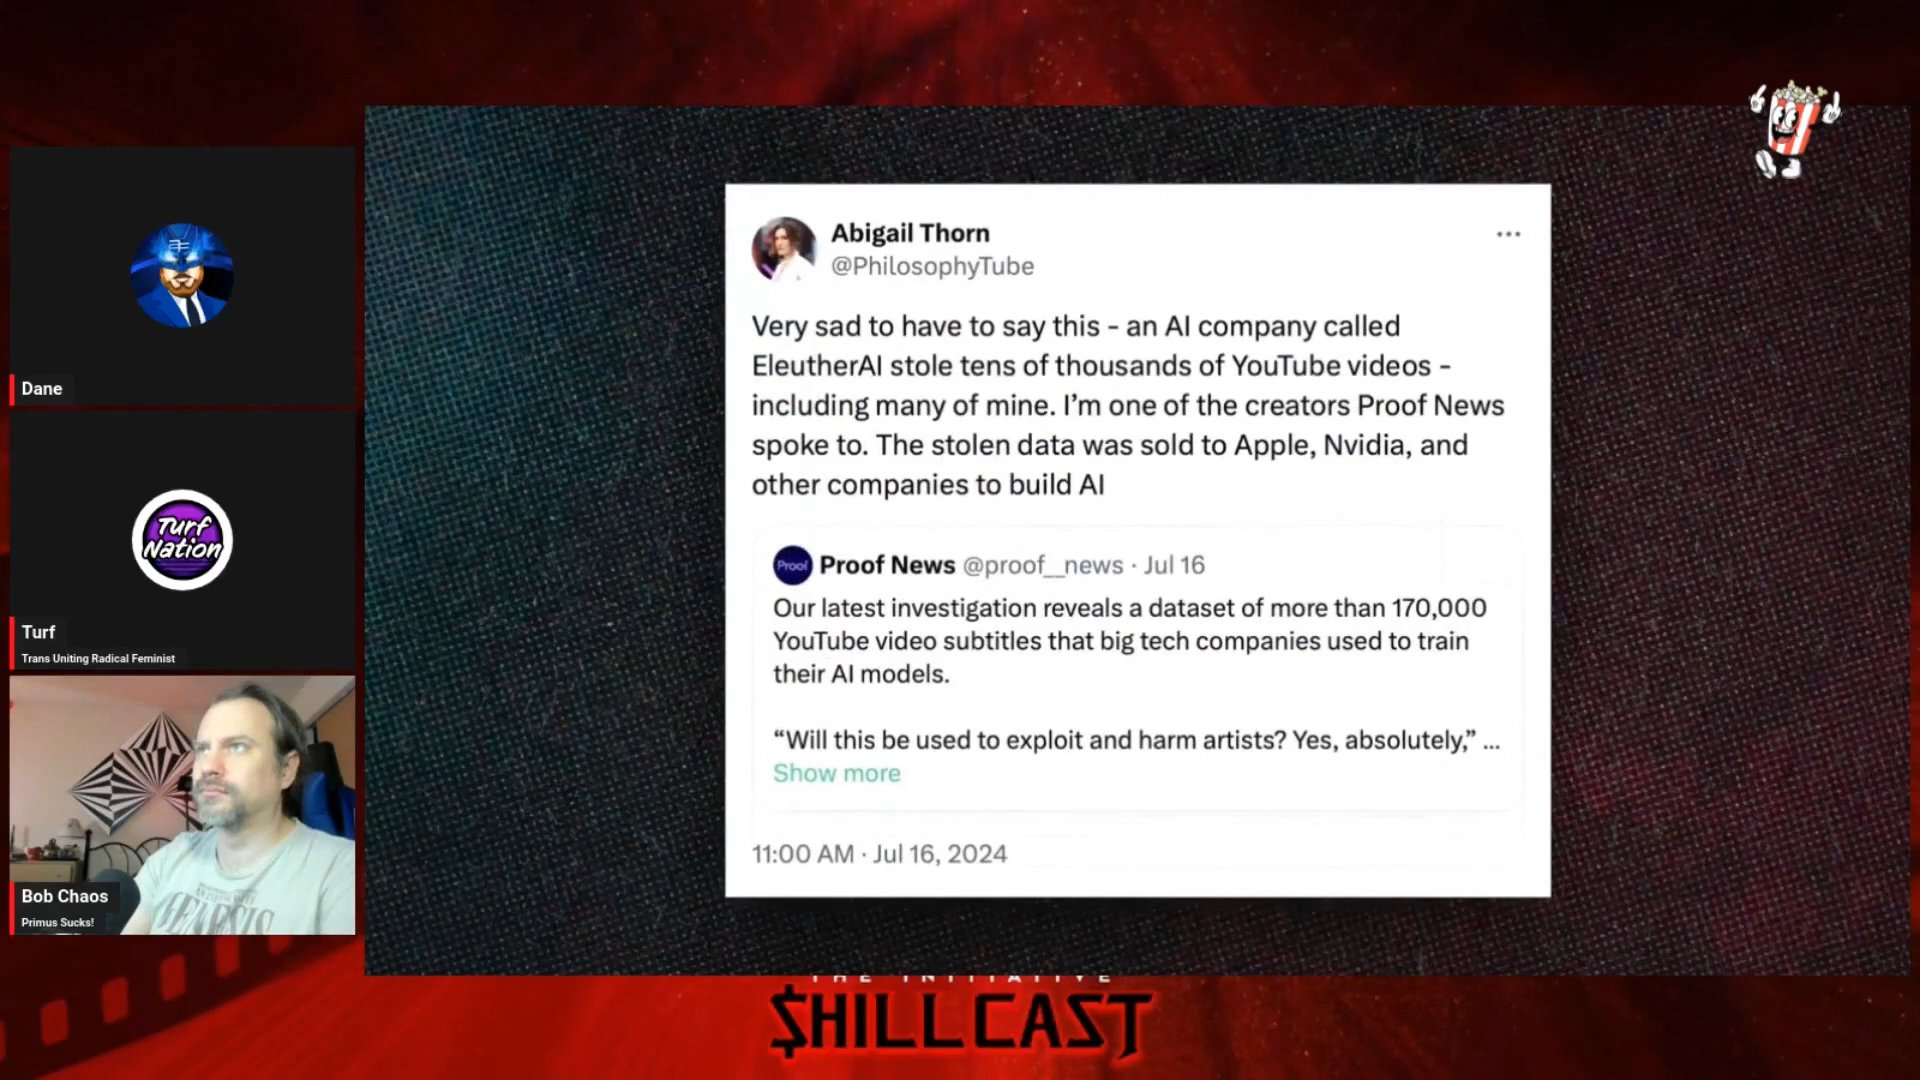 Dane
Turf
Nation
Turf
Trans Uniting Radical Feminist
Bob Chaos
Primus Sucks!
GENESIS
Abigail Thorn
@PhilosophyTube
Very sad to have to say this - an AI company called
EleutherAI stole tens of thousands of YouTube videos -
including many of mine. I’m one of the creators Proof News
spoke to. The stolen data was sold to Apple, Nvidia, and
other companies to build AI
Proof
Proof News @proof__news · Jul 16
Our latest investigation reveals a dataset of more than 170,000
YouTube video subtitles that big tech companies used to train
their AI models.
“Will this be used to exploit and harm artists? Yes, absolutely,” ...
Show more
11:00 AM · Jul 16, 2024
THE INITIATIVE
$HILLCAST